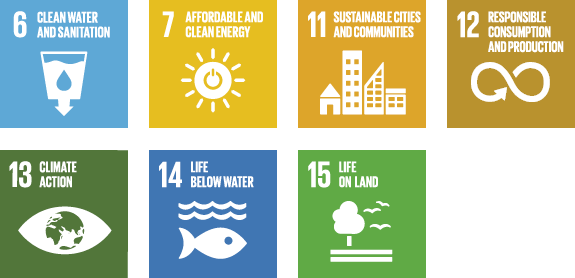 6 CLEAN WATER
AND SANITATION
7 AFFORDABLE AND
CLEAN ENERGY
11 SUSTAINABLE CITIES
AND COMMUNITIES
12 RESPONSIBLE
CONSUMPTION
AND PRODUCTION
13 CLIMATE
ACTION
14 LIFE
BELOW WATER
15 LIFE
ON LAND